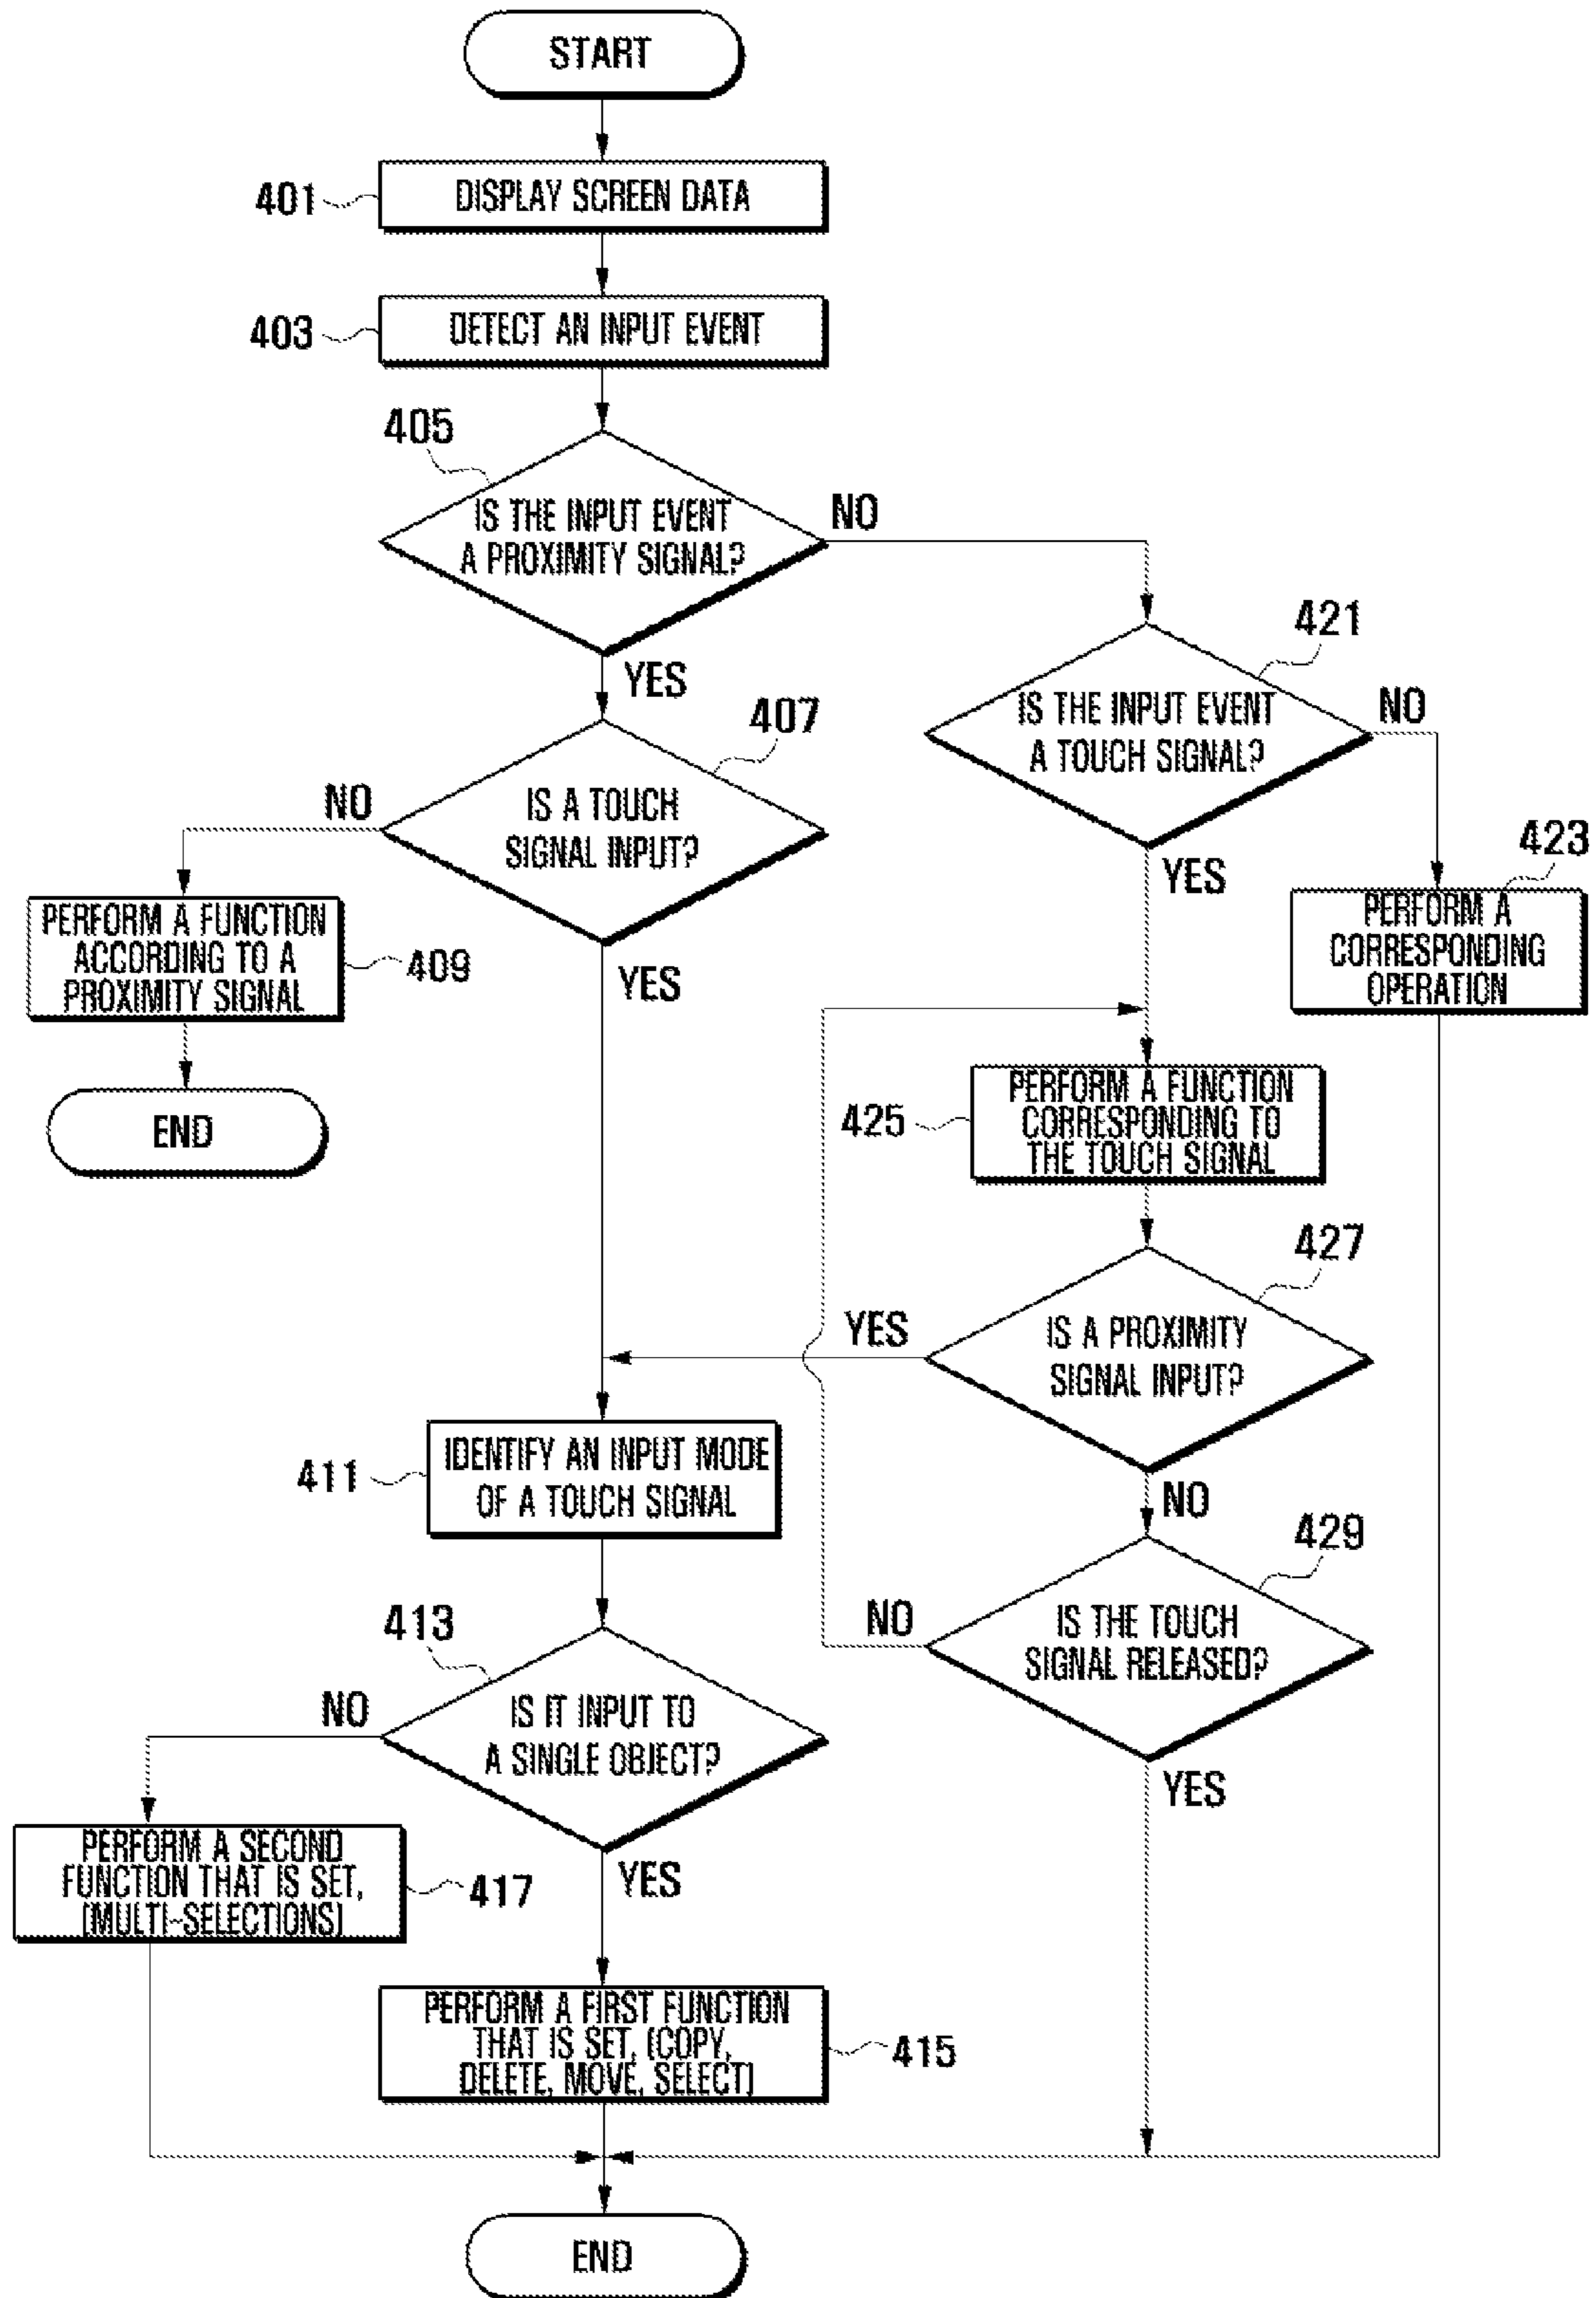 START
401
DISPLAY SCREEN DATA
403
DETECT AN INPUT EVENT
405
IS THE INPUT EVENT
A PROXIMITY SIGNAL?
NO
YES
421
IS THE INPUT EVENT
A TOUCH SIGNAL?
NO
YES
407
IS A TOUCH
SIGNAL INPUT?
NO
YES
423
PERFORM A
CORRESPONDING
OPERATION
PERFORM A FUNCTION
ACCORDING TO A
PROXIMITY SIGNAL
409
END
425
PERFORM A FUNCTION
CORRESPONDING TO
THE TOUCH SIGNAL
427
IS A PROXIMITY
SIGNAL INPUT?
YES
NO
411
IDENTIFY AN INPUT MODE
OF A TOUCH SIGNAL
429
IS THE TOUCH
SIGNAL RELEASED?
NO
YES
413
IS IT INPUT TO
A SINGLE OBJECT?
NO
YES
PERFORM A SECOND
FUNCTION THAT IS SET,
(MULTI-SELECTIONS)
417
PERFORM A FIRST FUNCTION
THAT IS SET, (COPY,
DELETE, MOVE, SELECT)
415
END